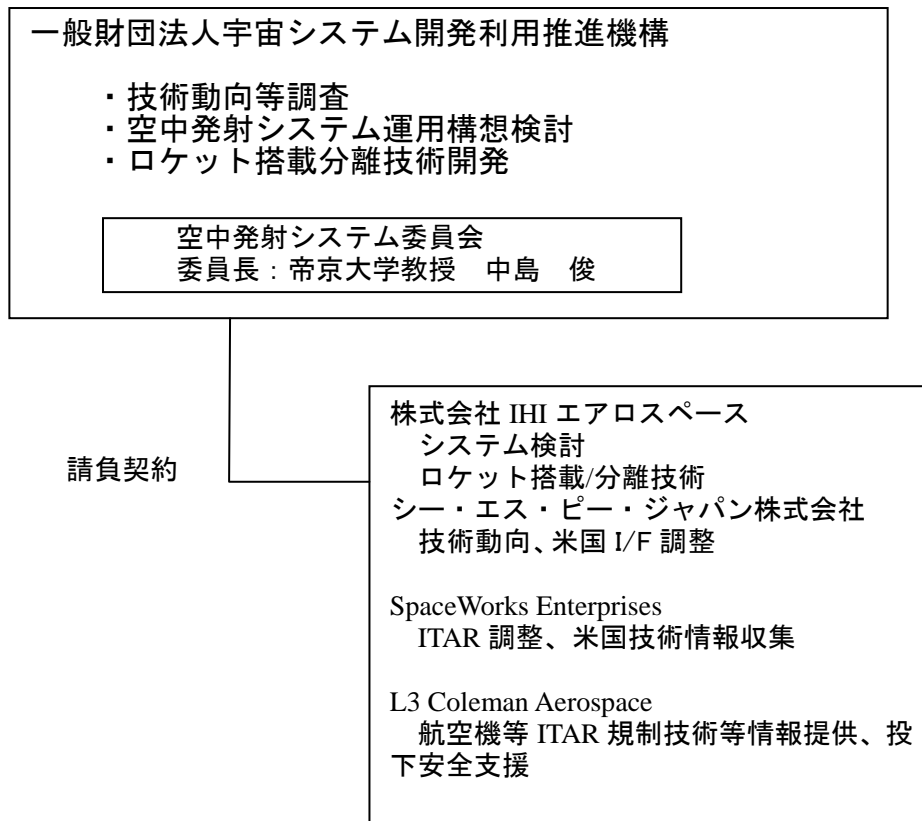 一般財団法人宇宙システム開発利用推進機構
・技術動向等調査
・空中発射システム運用構想検討
・ロケット搭載分離技術開発
空中発射システム委員会
委員長：帝京大学教授　中島　俊
請負契約
株式会社 IHI エアロスペース
システム検討
ロケット搭載/分離技術
シー・エス・ピー・ジャパン株式会社
技術動向、米国 I/F 調整
SpaceWorks Enterprises
ITAR 調整、米国技術情報収集
L3 Coleman Aerospace
航空機等 ITAR 規制技術等情報提供、投
下安全支援